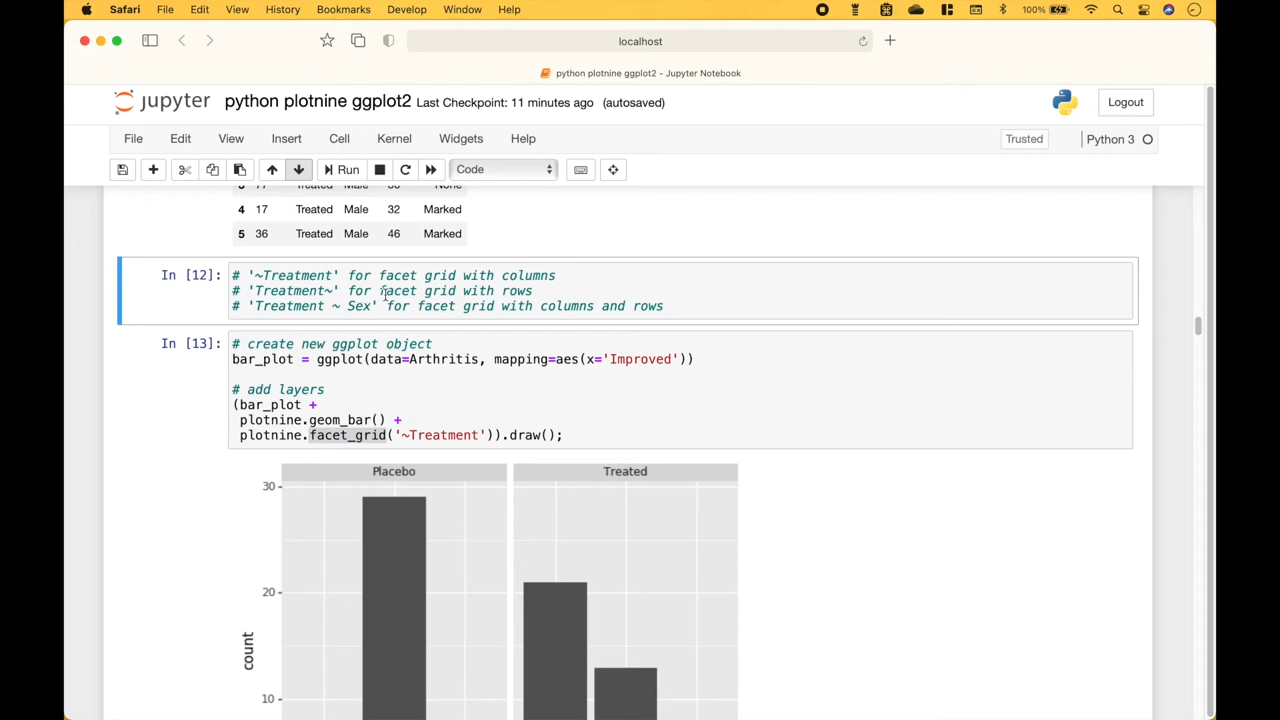 Safari File Edit View History Bookmarks Develop Window Help 100%
localhost
python plotnine ggplot2 - Jupyter Notebook
jupyter python plotnine ggplot2 Last Checkpoint: 11 minutes ago (autosaved) Logout
File Edit View Insert Cell Kernel Widgets Help Trusted Python 3
Run Code
Treated Male None
4 17 Treated Male 32 Marked
5 36 Treated Male 46 Marked
In [12]: # '~Treatment' for facet grid with columns
# 'Treatment~' for facet grid with rows
# 'Treatment ~ Sex' for facet grid with columns and rows
In [13]: # create new ggplot object
bar_plot = ggplot(data=Arthritis, mapping=aes(x='Improved'))
# add layers
(bar_plot +
plotnine.geom_bar() +
plotnine.facet_grid('~Treatment')).draw();
Placebo Treated
30
20
10
count